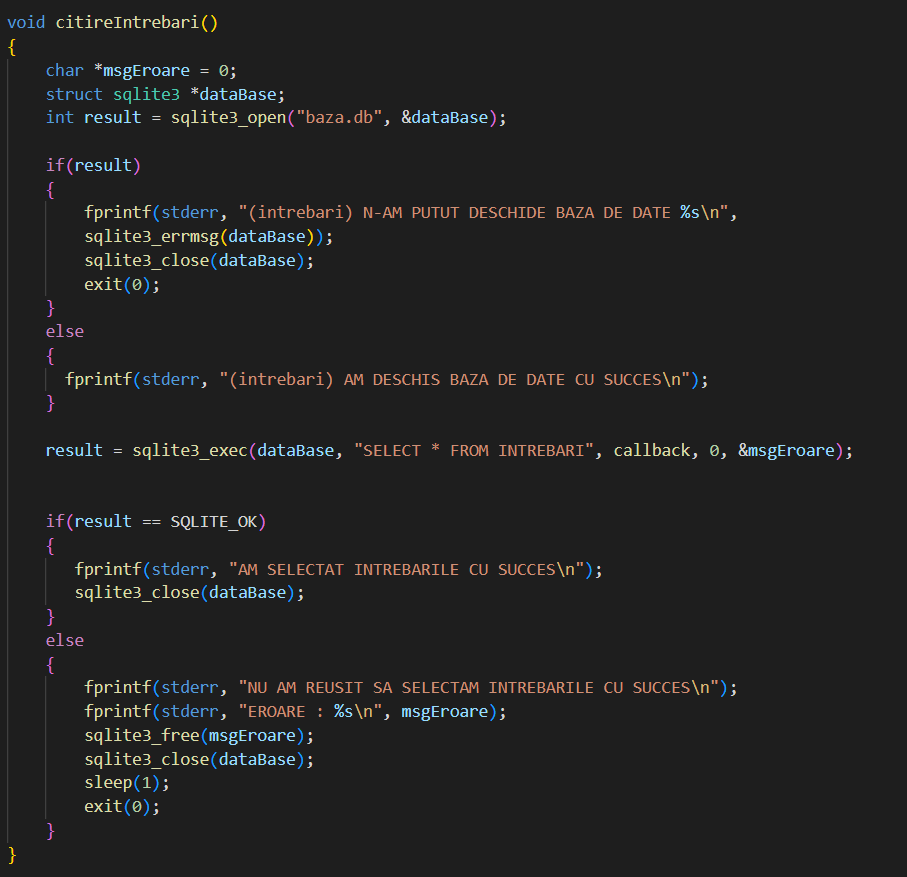 void citireIntrebari()
{
    char *msgEroare = 0;
    struct sqlite3 *dataBase;
    int result = sqlite3_open("baza.db", &dataBase);

    if(result)
    {
        fprintf(stderr, "(intrebari) N-AM PUTUT DESCHIDE BAZA DE DATE %s\n",
        sqlite3_errmsg(dataBase));
        sqlite3_close(dataBase);
        exit(0);
    }
    else
    {
      fprintf(stderr, "(intrebari) AM DESCHIS BAZA DE DATE CU SUCCES\n");
    }

    result = sqlite3_exec(dataBase, "SELECT * FROM INTREBARI", callback, 0, &msgEroare);


    if(result == SQLITE_OK)
    {
       fprintf(stderr, "AM SELECTAT INTREBARILE CU SUCCES\n");
       sqlite3_close(dataBase);
    }
    else
    {
        fprintf(stderr, "NU AM REUSIT SA SELECTAM INTREBARILE CU SUCCES\n");
        fprintf(stderr, "EROARE : %s\n", msgEroare);
        sqlite3_free(msgEroare);
        sqlite3_close(dataBase);
        sleep(1);
        exit(0);
    }
}